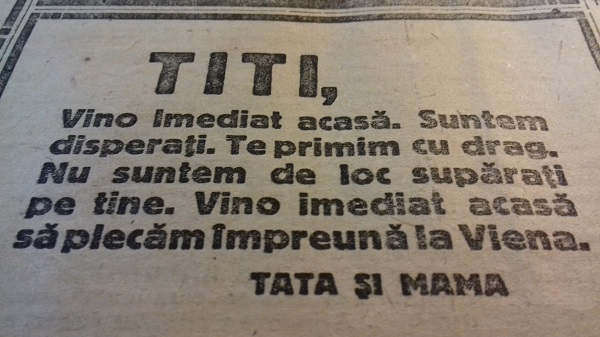 TITI,
Vino Imediat acasă. Suntem
disperați. Te primim cu drag.
Nu suntem de loc supărați
pe tine. Vino imediat acasă
să plecăm împreună la Viena.
TATA ȘI MAMA